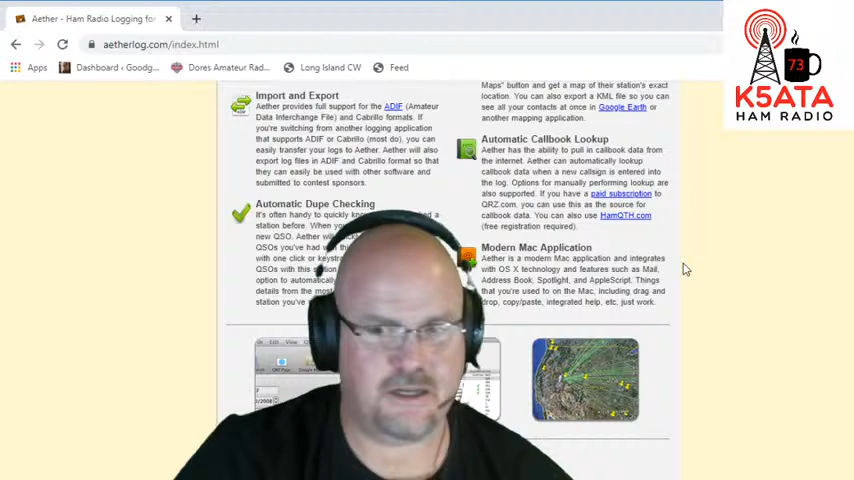 Aether - Ham Radio Logging for
aetherlog.com/index.html
Apps
Dashboard ‹ Goodg...
Dores Amateur Rad...
Long Island CW
Feed
73
K5ATA
HAM RADIO
Import and Export
Aether provides full support for the ADIF (Amateur
Data Interchange File) and Cabrillo formats. If
you're switching from another logging application
that supports ADIF or Cabrillo (most do), you can
easily transfer your logs to Aether. Aether will also
export log files in ADIF and Cabrillo format so that
they can easily be used with other software and
submitted to contest sponsors.
Automatic Dupe Checking
It's often handy to quickly know
a
station before. When you
new QSO, Aether will
QSOs you've had with
with one click or keystro
QSOs with this station
option to automatically
details from the most
station you've
Maps" button and get a map of their station's exact
location. You can also export a KML file so you can
see all your contacts at once in Google Earth or
another mapping application.
Automatic Callbook Lookup
Aether has the ability to pull in callbook data from
the internet. Aether can automatically lookup
callbook data when a new callsign is entered into
the log. Options for manually performing lookup are
also supported. If you have a paid subscription to
QRZ.com, you can use this as the source for
callbook data. You can also use HamQTH.com
(free registration required).
Modern Mac Application
Aether is a modern Mac application and integrates
with OS X technology and features such as Mail,
Address Book, Spotlight, and AppleScript. Things
that you're used to on the Mac, including drag and
drop, copy/paste, integrated help, etc. just work.
Edit View